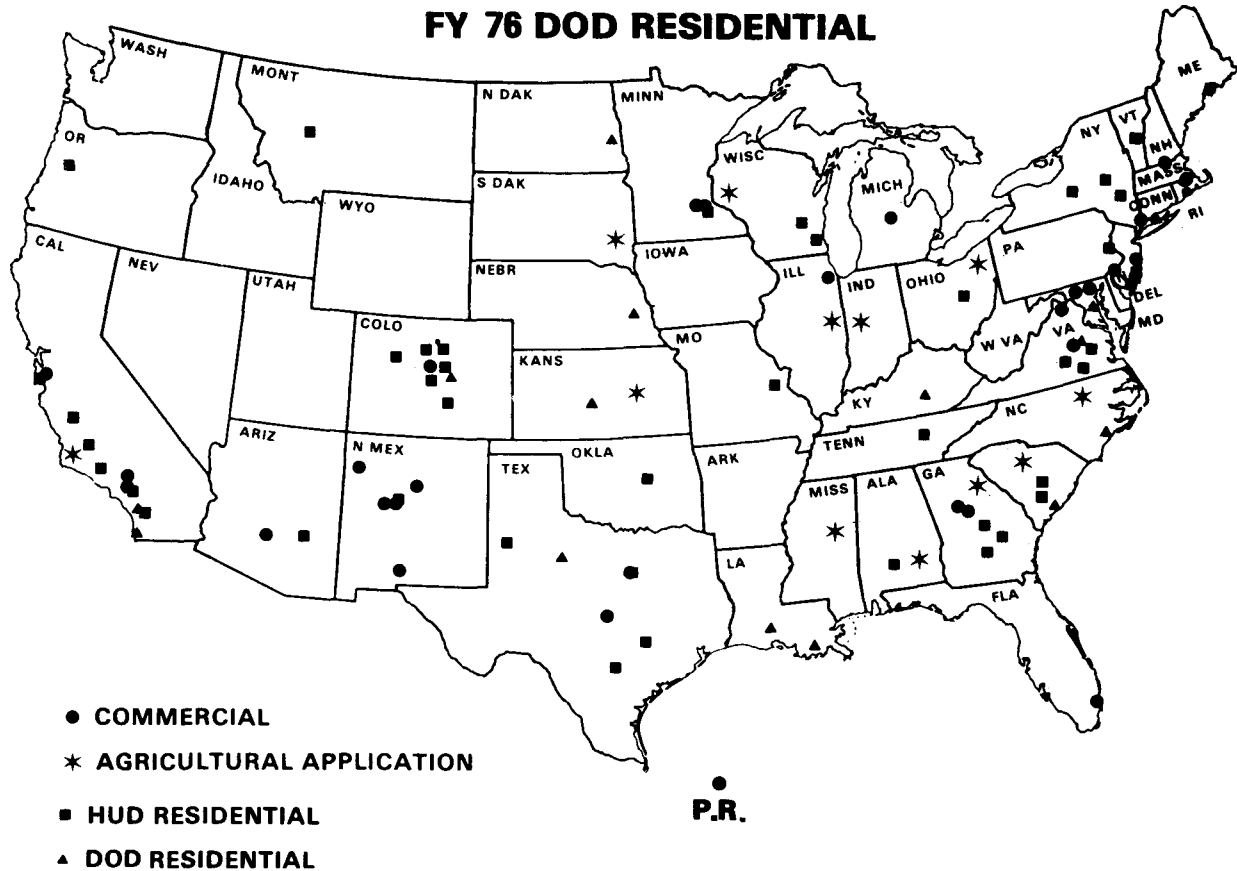 FY 76 DOD RESIDENTIAL
WASH
MONT
N DAK
MINN
ME
OR
IDAHO
S DAK
WISC
MICH
NY
VT
NH
MASS
CONN
RI
WYO
CAL
NEV
UTAH
NEBR
IOWA
ILL
IND
OHIO
PA
DEL
MD
COLO
KANS
MO
W VA
VA
KY
NC
ARIZ
N MEX
TEX
OKLA
ARK
TENN
MISS
ALA
GA
LA
FLA
COMMERCIAL
AGRICULTURAL APPLICATION
HUD RESIDENTIAL
DOD RESIDENTIAL
P.R.